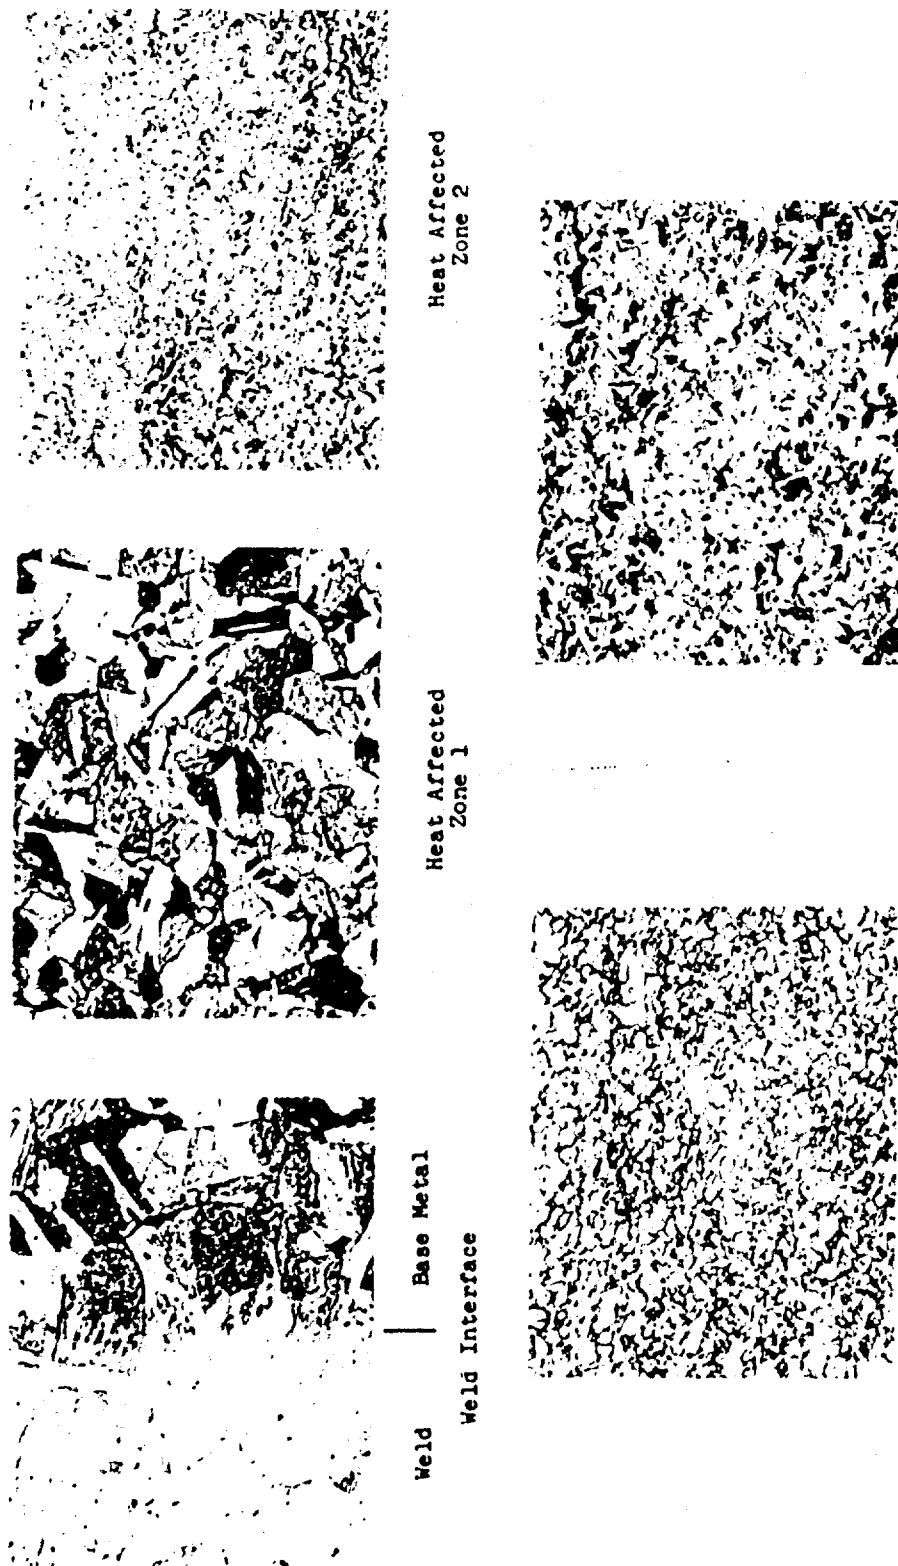 Weld
Base Metal
Weld Interface
Heat Affected
Zone 1
Heat Affected
Zone 2